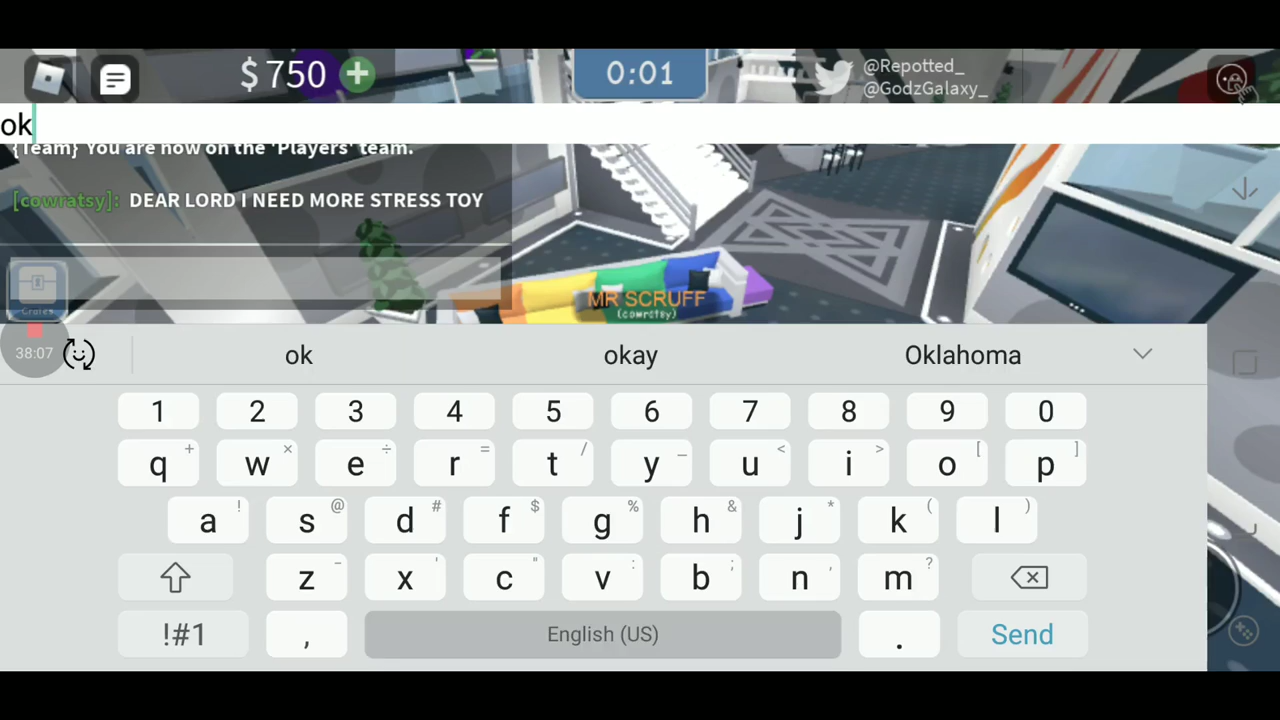 $750
0:01
@Repotted_
@GodzGalaxy_
ok
{Team} You are now on the 'Players' team.
[cowratsy]: DEAR LORD I NEED MORE STRESS TOY
Crates
MR SCRUFF
(cowratsy)
38:07
ok okay Oklahoma
1 2 3 4 5 6 7 8 9 0
+ × ÷ = / _ < > [ ]
q w e r t y u i o p
! @ # $ % & * ( )
a s d f g h j k l
- ' " : ; , ?
z x c v b n m
!#1 , English (US) . Send